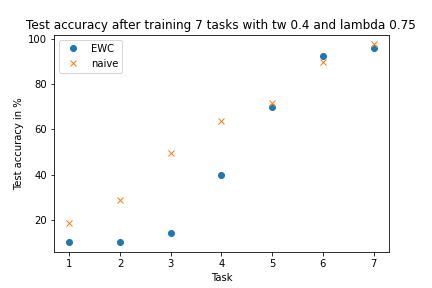 Test accuracy after training 7 tasks with tw 0.4 and lambda 0.75
100
80
60
40
20
Test accuracy in %
EWC
naive
1 2 3 4 5 6 7
Task